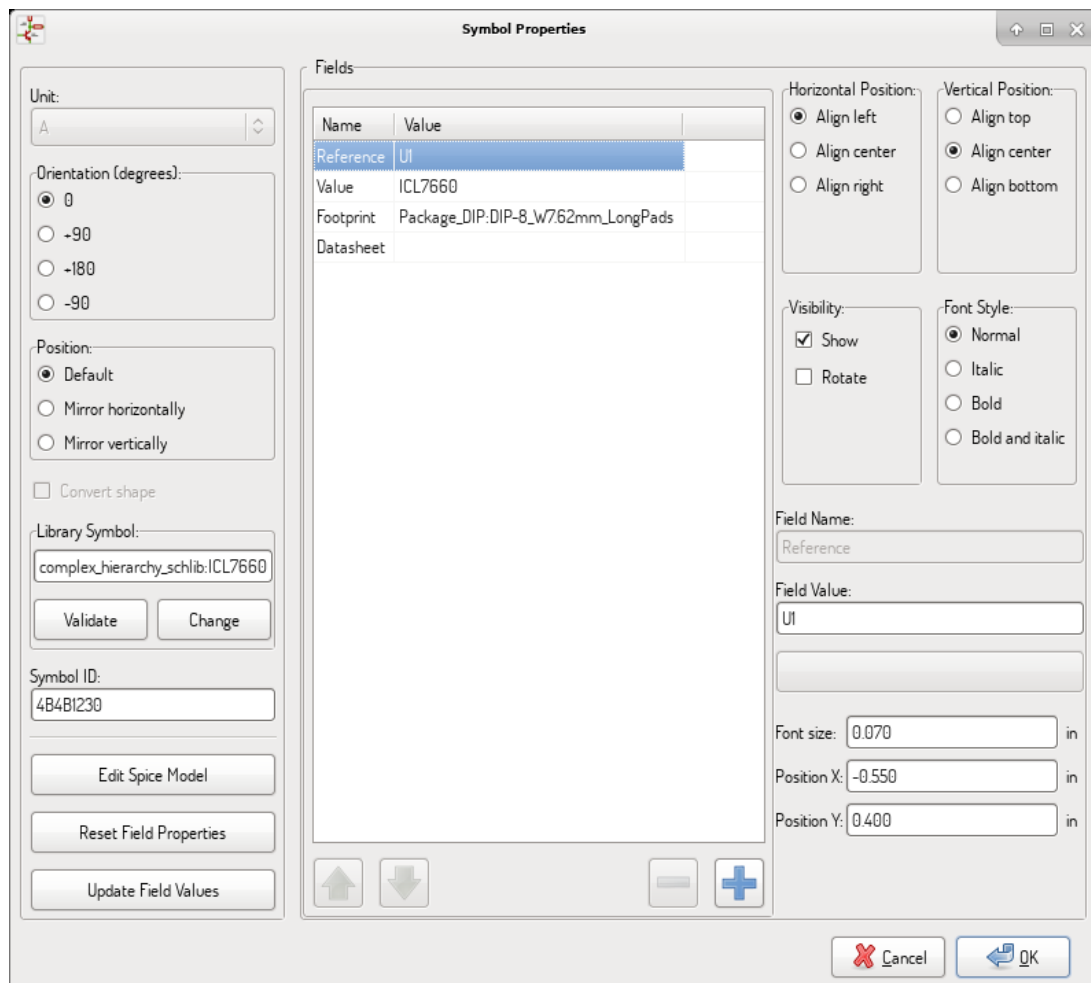 Symbol Properties
Unit:
A
Orientation (degrees):
0
+90
+180
-90
Position:
Default
Mirror horizontally
Mirror vertically
Convert shape
Library Symbol:
complex_hierarchy_schlib:ICL7660
Validate Change
Symbol ID:
4B4B1230
Edit Spice Model
Reset Field Properties
Update Field Values
Fields
Name Value
Reference U1
Value ICL7660
Footprint Package_DIP:DIP-8_W7.62mm_LongPads
Datasheet
Horizontal Position:
Align left
Align center
Align right
Vertical Position:
Align top
Align center
Align bottom
Visibility:
Show
Rotate
Font Style:
Normal
Italic
Bold
Bold and italic
Field Name:
Reference
Field Value:
U1
Font size: 0.070 in
Position X: -0.550 in
Position Y: 0.400 in
Cancel OK